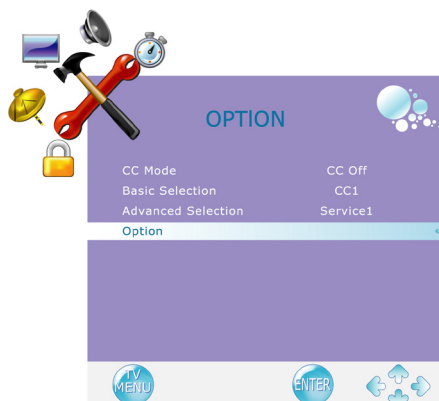 OPTION
CC Mode CC Off
Basic Selection CC1
Advanced Selection Service1
Option
TV MENU ENTER